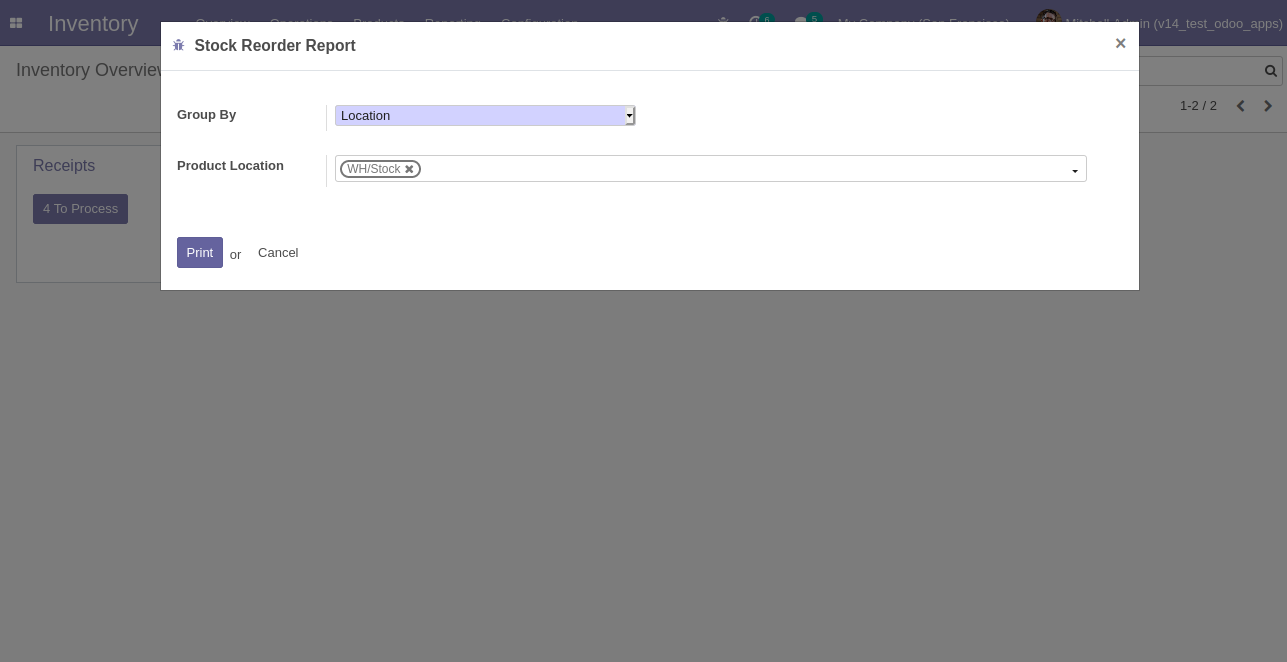 Inventory
Overview Operations Products Reporting Configuration
6
5
My Company (San Francisco)
Mitchell Admin (v14_test_odoo_apps)
Stock Reorder Report
×
Inventory Overview
1-2 / 2
Group By
Location
Product Location
WH/Stock
Receipts
4 To Process
Print or Cancel